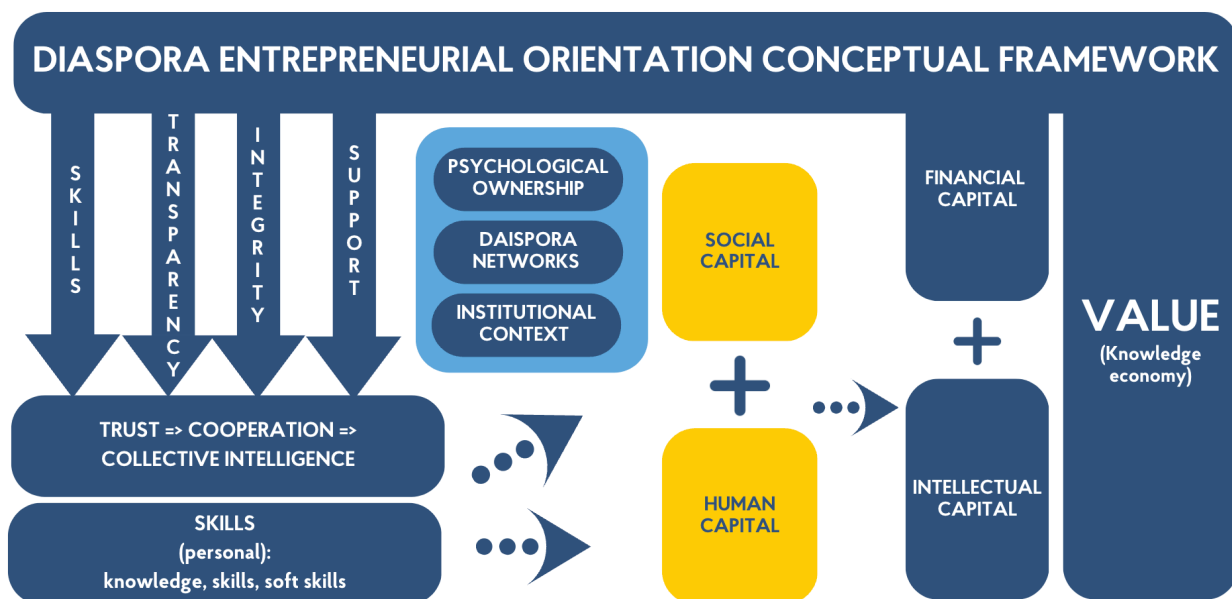 DIASPORA ENTREPRENEURIAL ORIENTATION CONCEPTUAL FRAMEWORK
SKILLS
TRANSPARENCY
INTEGRITY
SUPPORT
PSYCHOLOGICAL
OWNERSHIP
DAISPORA
NETWORKS
INSTITUTIONAL
CONTEXT
TRUST => COOPERATION =>
COLLECTIVE INTELLIGENCE
SKILLS
(personal):
knowledge, skills, soft skills
SOCIAL
CAPITAL
+
HUMAN
CAPITAL
FINANCIAL
CAPITAL
+
INTELLECTUAL
CAPITAL
VALUE
(Knowledge
economy)